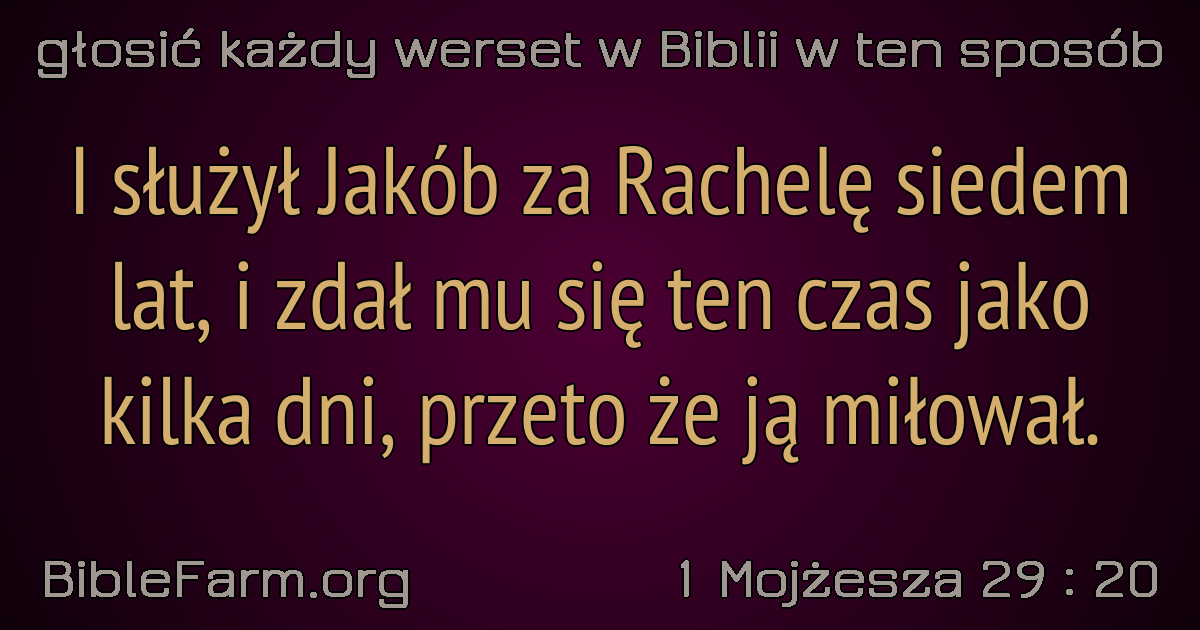 głosić każdy werset w Biblii w ten sposób
I służył Jakób za Rachelę siedem
lat, i zdał mu się ten czas jako
kilka dni, przeto że ją miłował.
BibleFarm.org
1 Mojżesza 29 : 20